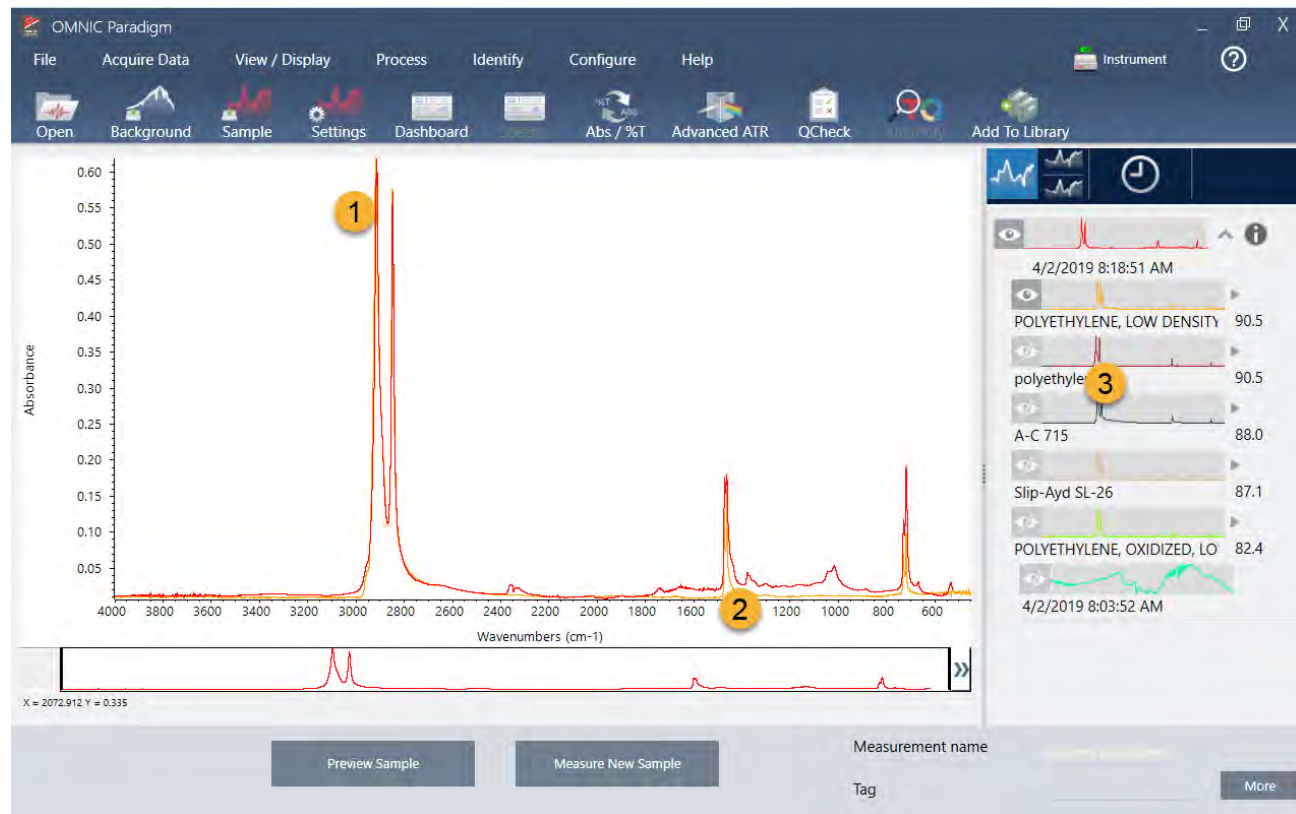 OMNIC Paradigm
_ X
File Acquire Data View / Display Process Identify Configure Help Instrument ?
%T ABS
Open Background Sample Settings Dashboard Abs / %T Advanced ATR QCheck Add To Library
0.60
0.55
0.50
0.45
0.40
0.35
0.30
0.25
0.20
0.15
0.10
0.05
Absorbance
1
2
4000 3800 3600 3400 3200 3000 2800 2600 2400 2200 2000 1800 1600 1200 1000 800 600
Wavenumbers (cm-1)
»
X = 2072.912 Y = 0.335
i
4/2/2019 8:18:51 AM
POLYETHYLENE, LOW DENSITY 90.5
polyethyle 90.5
3
A-C 715 88.0
Slip-Ayd SL-26 87.1
POLYETHYLENE, OXIDIZED, LO 82.4
4/2/2019 8:03:52 AM
Preview Sample Measure New Sample
Measurement name
Tag
More